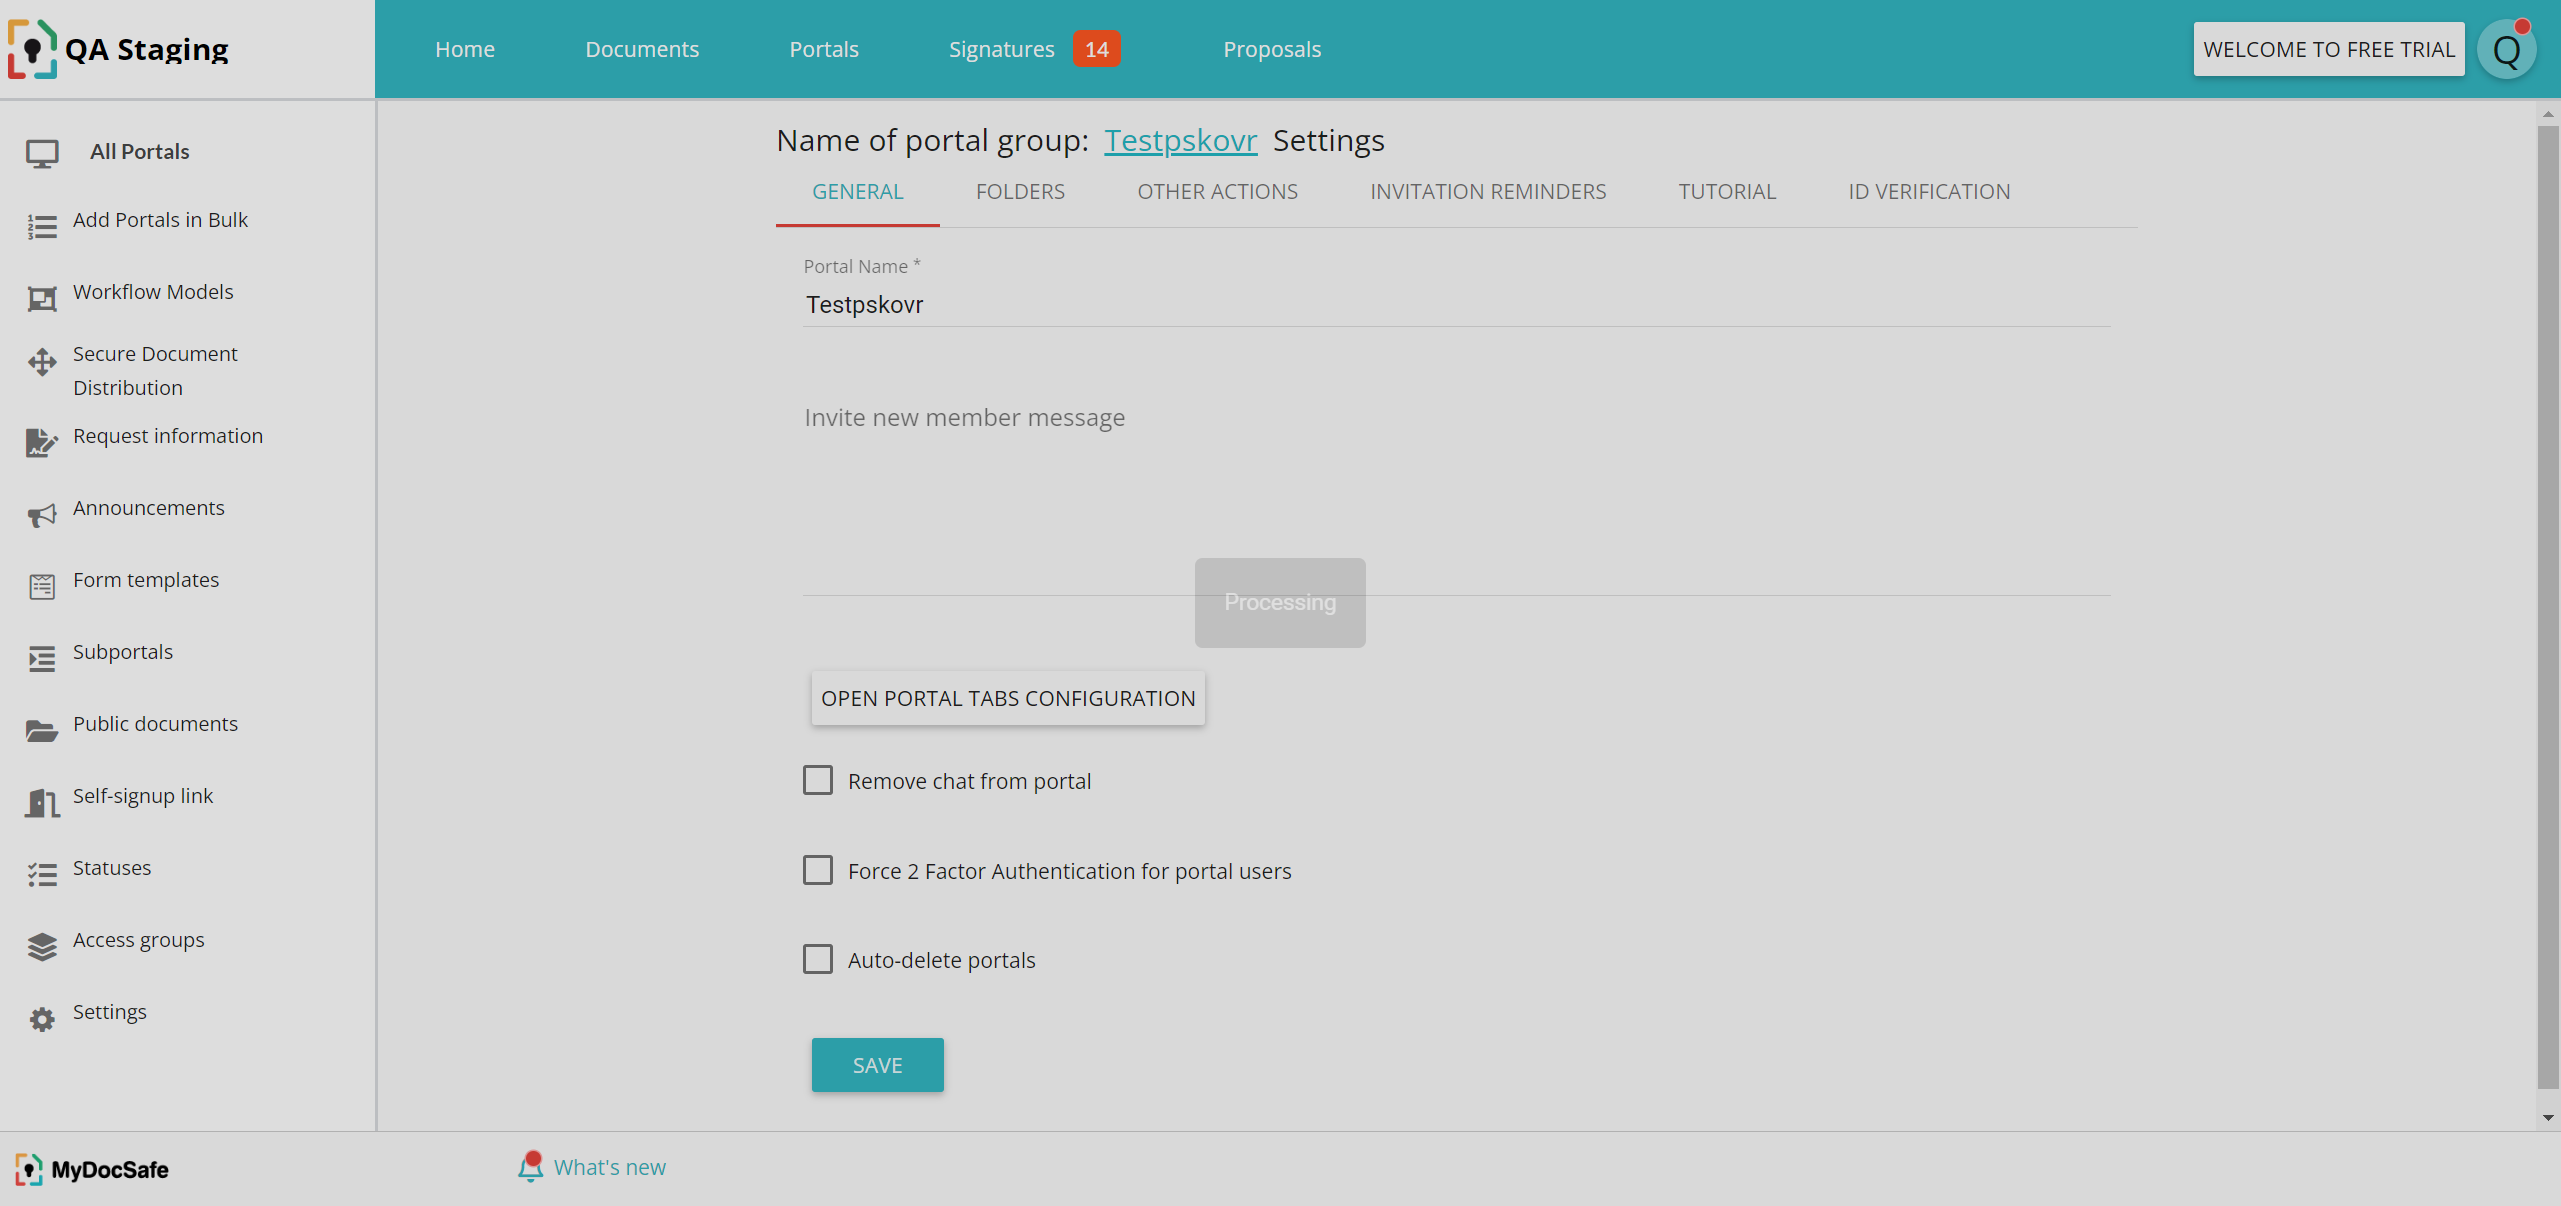 QA Staging
Home
Documents
Portals
Signatures 14
Proposals
WELCOME TO FREE TRIAL
Q
All Portals
Add Portals in Bulk
Workflow Models
Secure Document
Distribution
Request information
Announcements
Form templates
Subportals
Public documents
Self-signup link
Statuses
Access groups
Settings
Name of portal group: Testpskovr Settings
GENERAL
FOLDERS
OTHER ACTIONS
INVITATION REMINDERS
TUTORIAL
ID VERIFICATION
Portal Name *
Testpskovr
Invite new member message
Processing
OPEN PORTAL TABS CONFIGURATION
Remove chat from portal
Force 2 Factor Authentication for portal users
Auto-delete portals
SAVE
MyDocSafe
What's new